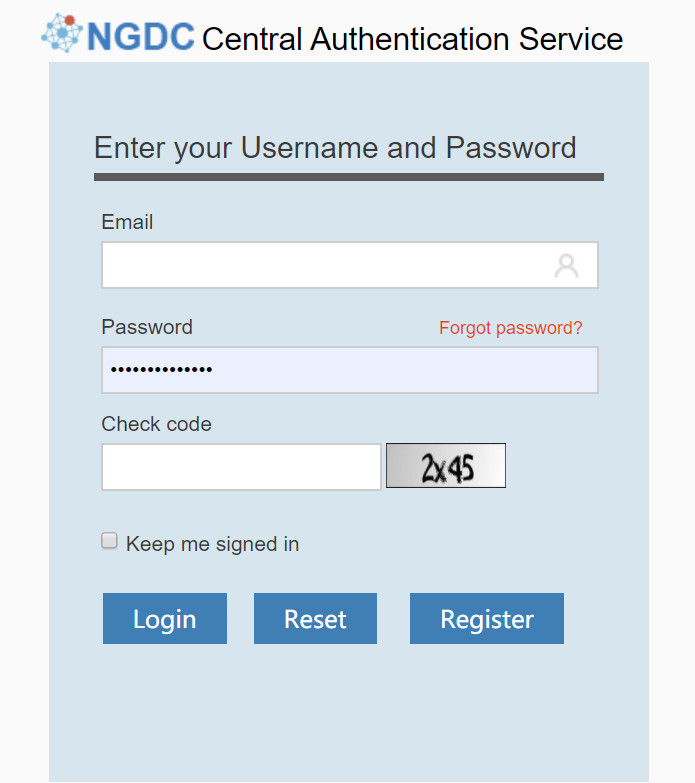 NGDC Central Authentication Service
Enter your Username and Password
Email
Password Forgot password?
••••••••••••••
Check code
2x45
Keep me signed in
Login Reset Register